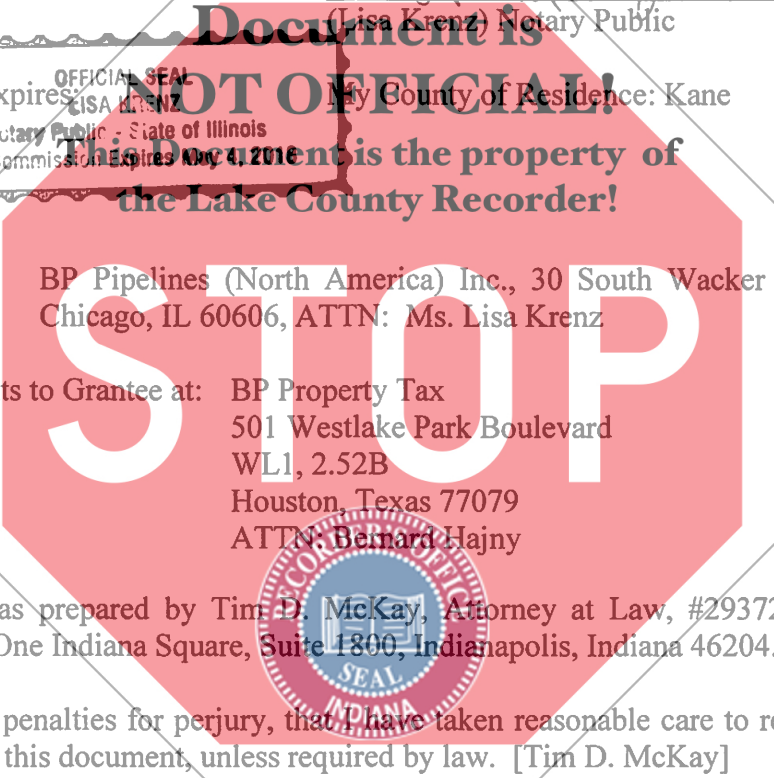 Document is
(Lisa Krenz) Notary Public
OFFICIAL SEAL
NOT OFFICIAL!
xpires:
LISA KRENZ
My County of Residence: Kane
otary Public - State of Illinois
ommission Expires May 4, 2016
This Document is the property of
the Lake County Recorder!
BP Pipelines (North America) Inc., 30 South Wacker
Chicago, IL 60606, ATTN: Ms. Lisa Krenz
STOP
ts to Grantee at: BP Property Tax
501 Westlake Park Boulevard
WL1, 2.52B
Houston, Texas 77079
ATTN: Bernard Hajny
RECORDER'S OFFICE
as prepared by Tim D. McKay, Attorney at Law, #29372
One Indiana Square, Suite 1800, Indianapolis, Indiana 46204.
SEAL
INDIANA
penalties for perjury, that I have taken reasonable care to re
this document, unless required by law. [Tim D. McKay]